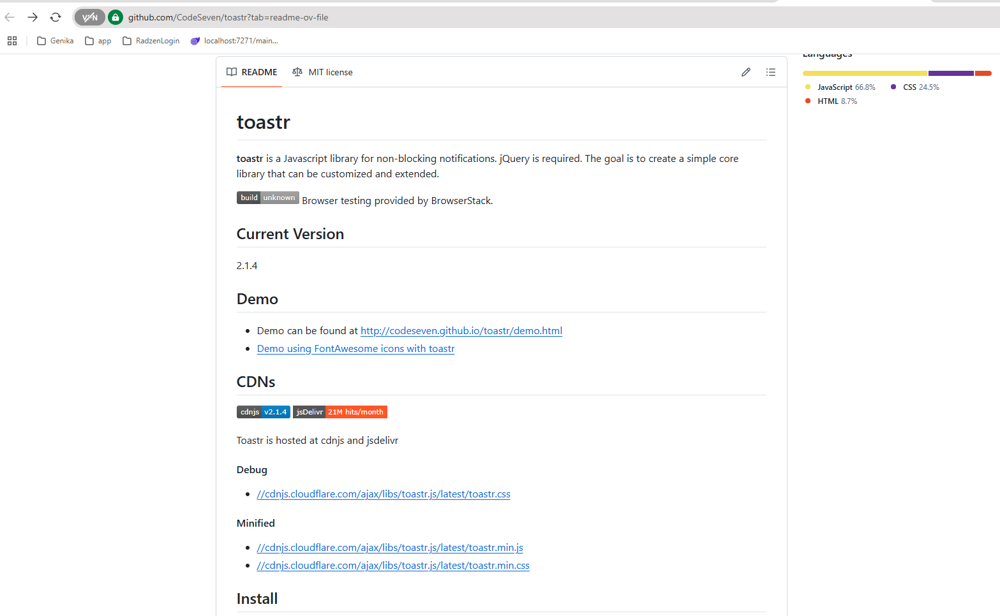 VPN
github.com/CodeSeven/toastr?tab=readme-ov-file
Genika
app
RadzenLogin
localhost:7271/main...
README
MIT license
Languages
JavaScript 66.8%
CSS 24.5%
HTML 8.7%
toastr
toastr is a Javascript library for non-blocking notifications. jQuery is required. The goal is to create a simple core
library that can be customized and extended.
build unknown Browser testing provided by BrowserStack.
Current Version
2.1.4
Demo
Demo can be found at http://codeseven.github.io/toastr/demo.html
Demo using FontAwesome icons with toastr
CDNs
cdnjs v2.1.4 jsDelivr 21M hits/month
Toastr is hosted at cdnjs and jsdelivr
Debug
//cdnjs.cloudflare.com/ajax/libs/toastr.js/latest/toastr.css
Minified
//cdnjs.cloudflare.com/ajax/libs/toastr.js/latest/toastr.min.js
//cdnjs.cloudflare.com/ajax/libs/toastr.js/latest/toastr.min.css
Install